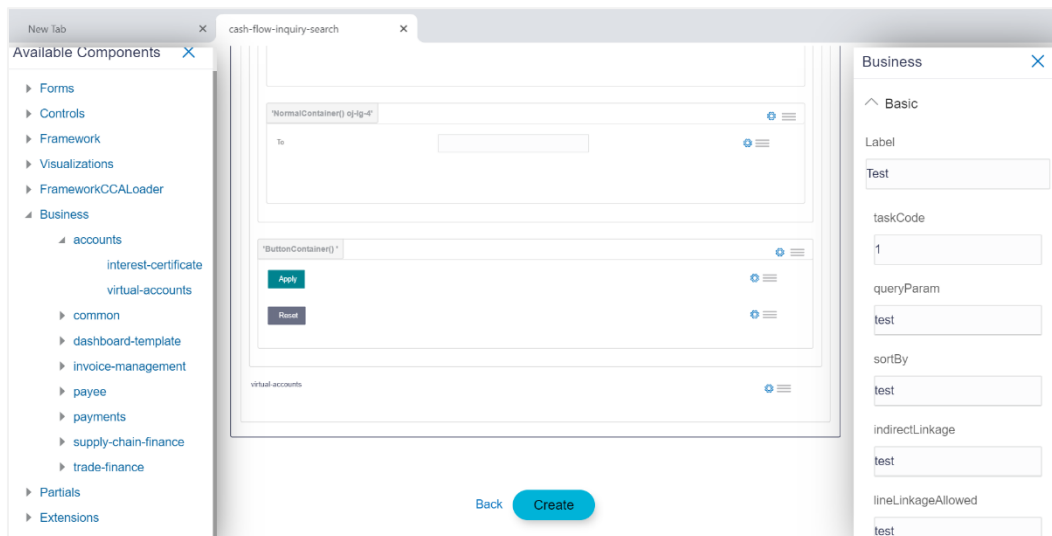 New Tab
cash-flow-inquiry-search
Available Components
Forms
Controls
Framework
Visualizations
FrameworkCCALoader
Business
accounts
interest-certificate
virtual-accounts
common
dashboard-template
invoice-management
payee
payments
supply-chain-finance
trade-finance
Partials
Extensions
'NormalContainer() oj-lg-4'
To
'ButtonContainer() '
Apply
Reset
virtual-accounts
Back
Create
Business
Basic
Label
Test
taskCode
1
queryParam
test
sortBy
test
indirectLinkage
test
lineLinkageAllowed
test